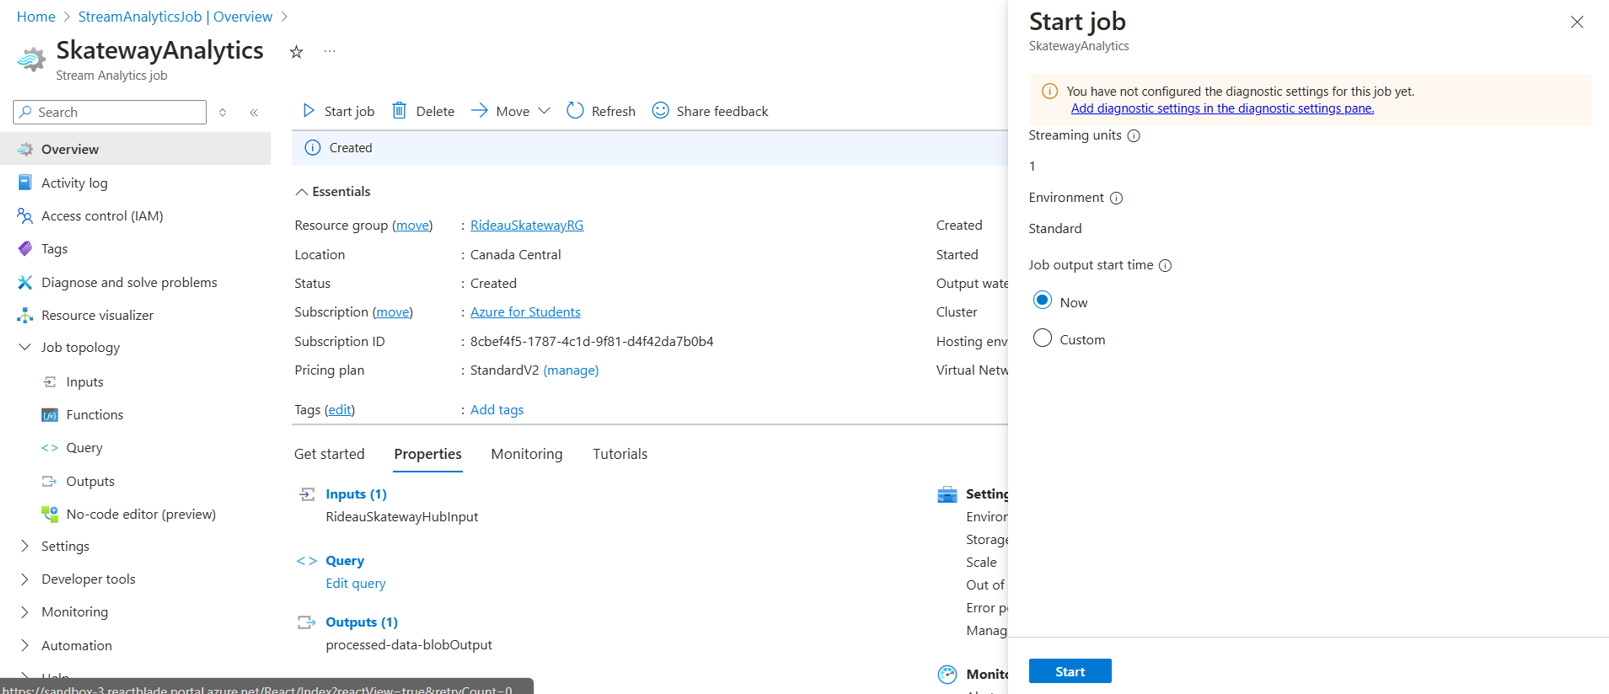 Home > StreamAnalyticsJob | Overview >
SkatewayAnalytics
Stream Analytics job
Search
Overview
Activity log
Access control (IAM)
Tags
Diagnose and solve problems
Resource visualizer
Job topology
Inputs
Functions
Query
Outputs
No-code editor (preview)
Settings
Developer tools
Monitoring
Automation
Help
https://sandbox-3.reactblade.portal.azure.net/React/Index?reactView=true&retryCount=0
Start job
Delete
Move
Refresh
Share feedback
Created
Essentials
Resource group (move) : RideauSkatewayRG
Location : Canada Central
Status : Created
Subscription (move) : Azure for Students
Subscription ID : 8cbef4f5-1787-4c1d-9f81-d4f42da7b0b4
Pricing plan : StandardV2 (manage)
Tags (edit) : Add tags
Created
Started
Output wate
Cluster
Hosting env
Virtual Netw
Get started
Properties
Monitoring
Tutorials
Inputs (1)
RideauSkatewayHubInput
<> Query
Edit query
Outputs (1)
processed-data-blobOutput
Setting
Environ
Storage
Scale
Out of
Error p
Manag
Monito
Start job
SkatewayAnalytics
You have not configured the diagnostic settings for this job yet.
Add diagnostic settings in the diagnostic settings pane.
Streaming units
1
Environment
Standard
Job output start time
Now
Custom
Start